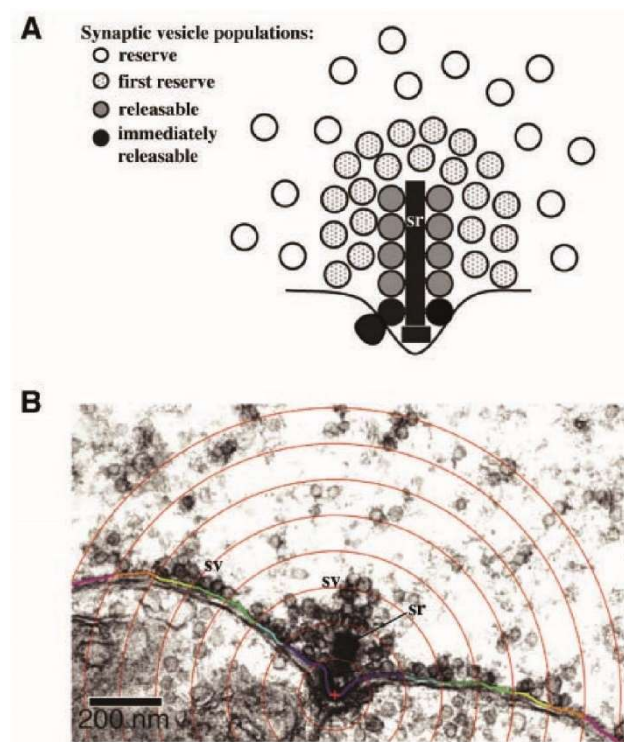 A
Synaptic vesicle populations:
reserve
first reserve
releasable
immediately
releasable
sr
B
sv
sv
sr
200 nm